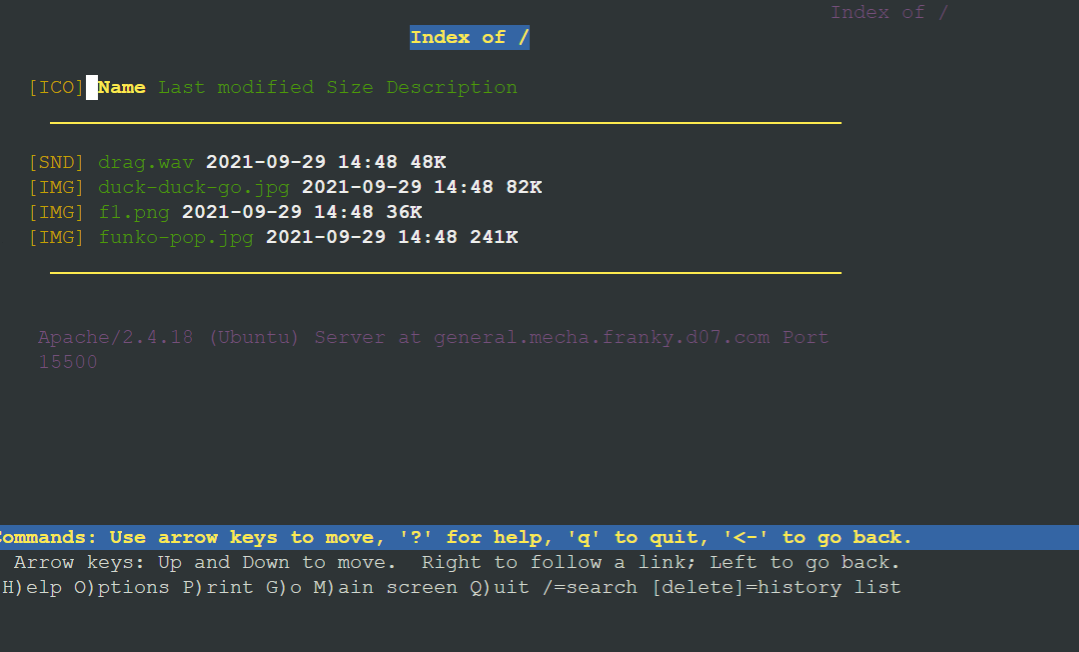 Index of /
Index of /
[ICO] Name Last modified Size Description
[SND] drag.wav 2021-09-29 14:48 48K
[IMG] duck-duck-go.jpg 2021-09-29 14:48 82K
[IMG] f1.png 2021-09-29 14:48 36K
[IMG] funko-pop.jpg 2021-09-29 14:48 241K
Apache/2.4.18 (Ubuntu) Server at general.mecha.franky.d07.com Port
15500
Commands: Use arrow keys to move, '?' for help, 'q' to quit, '<-' to go back.
Arrow keys: Up and Down to move. Right to follow a link; Left to go back.
H)elp O)ptions P)rint G)o M)ain screen Q)uit /=search [delete]=history list